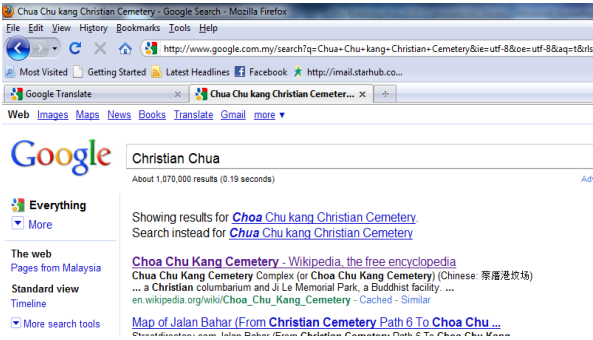 Chua Chu kang Christian Cemetery - Google Search - Mozilla Firefox
File Edit View History Bookmarks Tools Help
http://www.google.com.my/search?q=Chua+Chu+kang+Christian+Cemetery&ie=utf-8&oe=utf-8&aq=t&rls
Most Visited Getting Started Latest Headlines Facebook http://imail.starhub.co...
Google Translate Chua Chu kang Christian Cemeter...
Web Images Maps News Books Translate Gmail more ▼
Google Christian Chua
About 1,070,000 results (0.19 seconds)
Everything
More
Showing results for Choa Chu kang Christian Cemetery.
Search instead for Chua Chu kang Christian Cemetery
The web
Pages from Malaysia
Standard view
Timeline
More search tools
Choa Chu Kang Cemetery - Wikipedia, the free encyclopedia
Chua Chu Kang Cemetery Complex (or Choa Chu Kang Cemetery) (Chinese: 蔡厝港坟场)
... a Christian columbarium and Ji Le Memorial Park, a Buddhist facility. ...
en.wikipedia.org/wiki/Choa_Chu_Kang_Cemetery - Cached - Similar
Map of Jalan Bahar (From Christian Cemetery Path 6 To Choa Chu ...